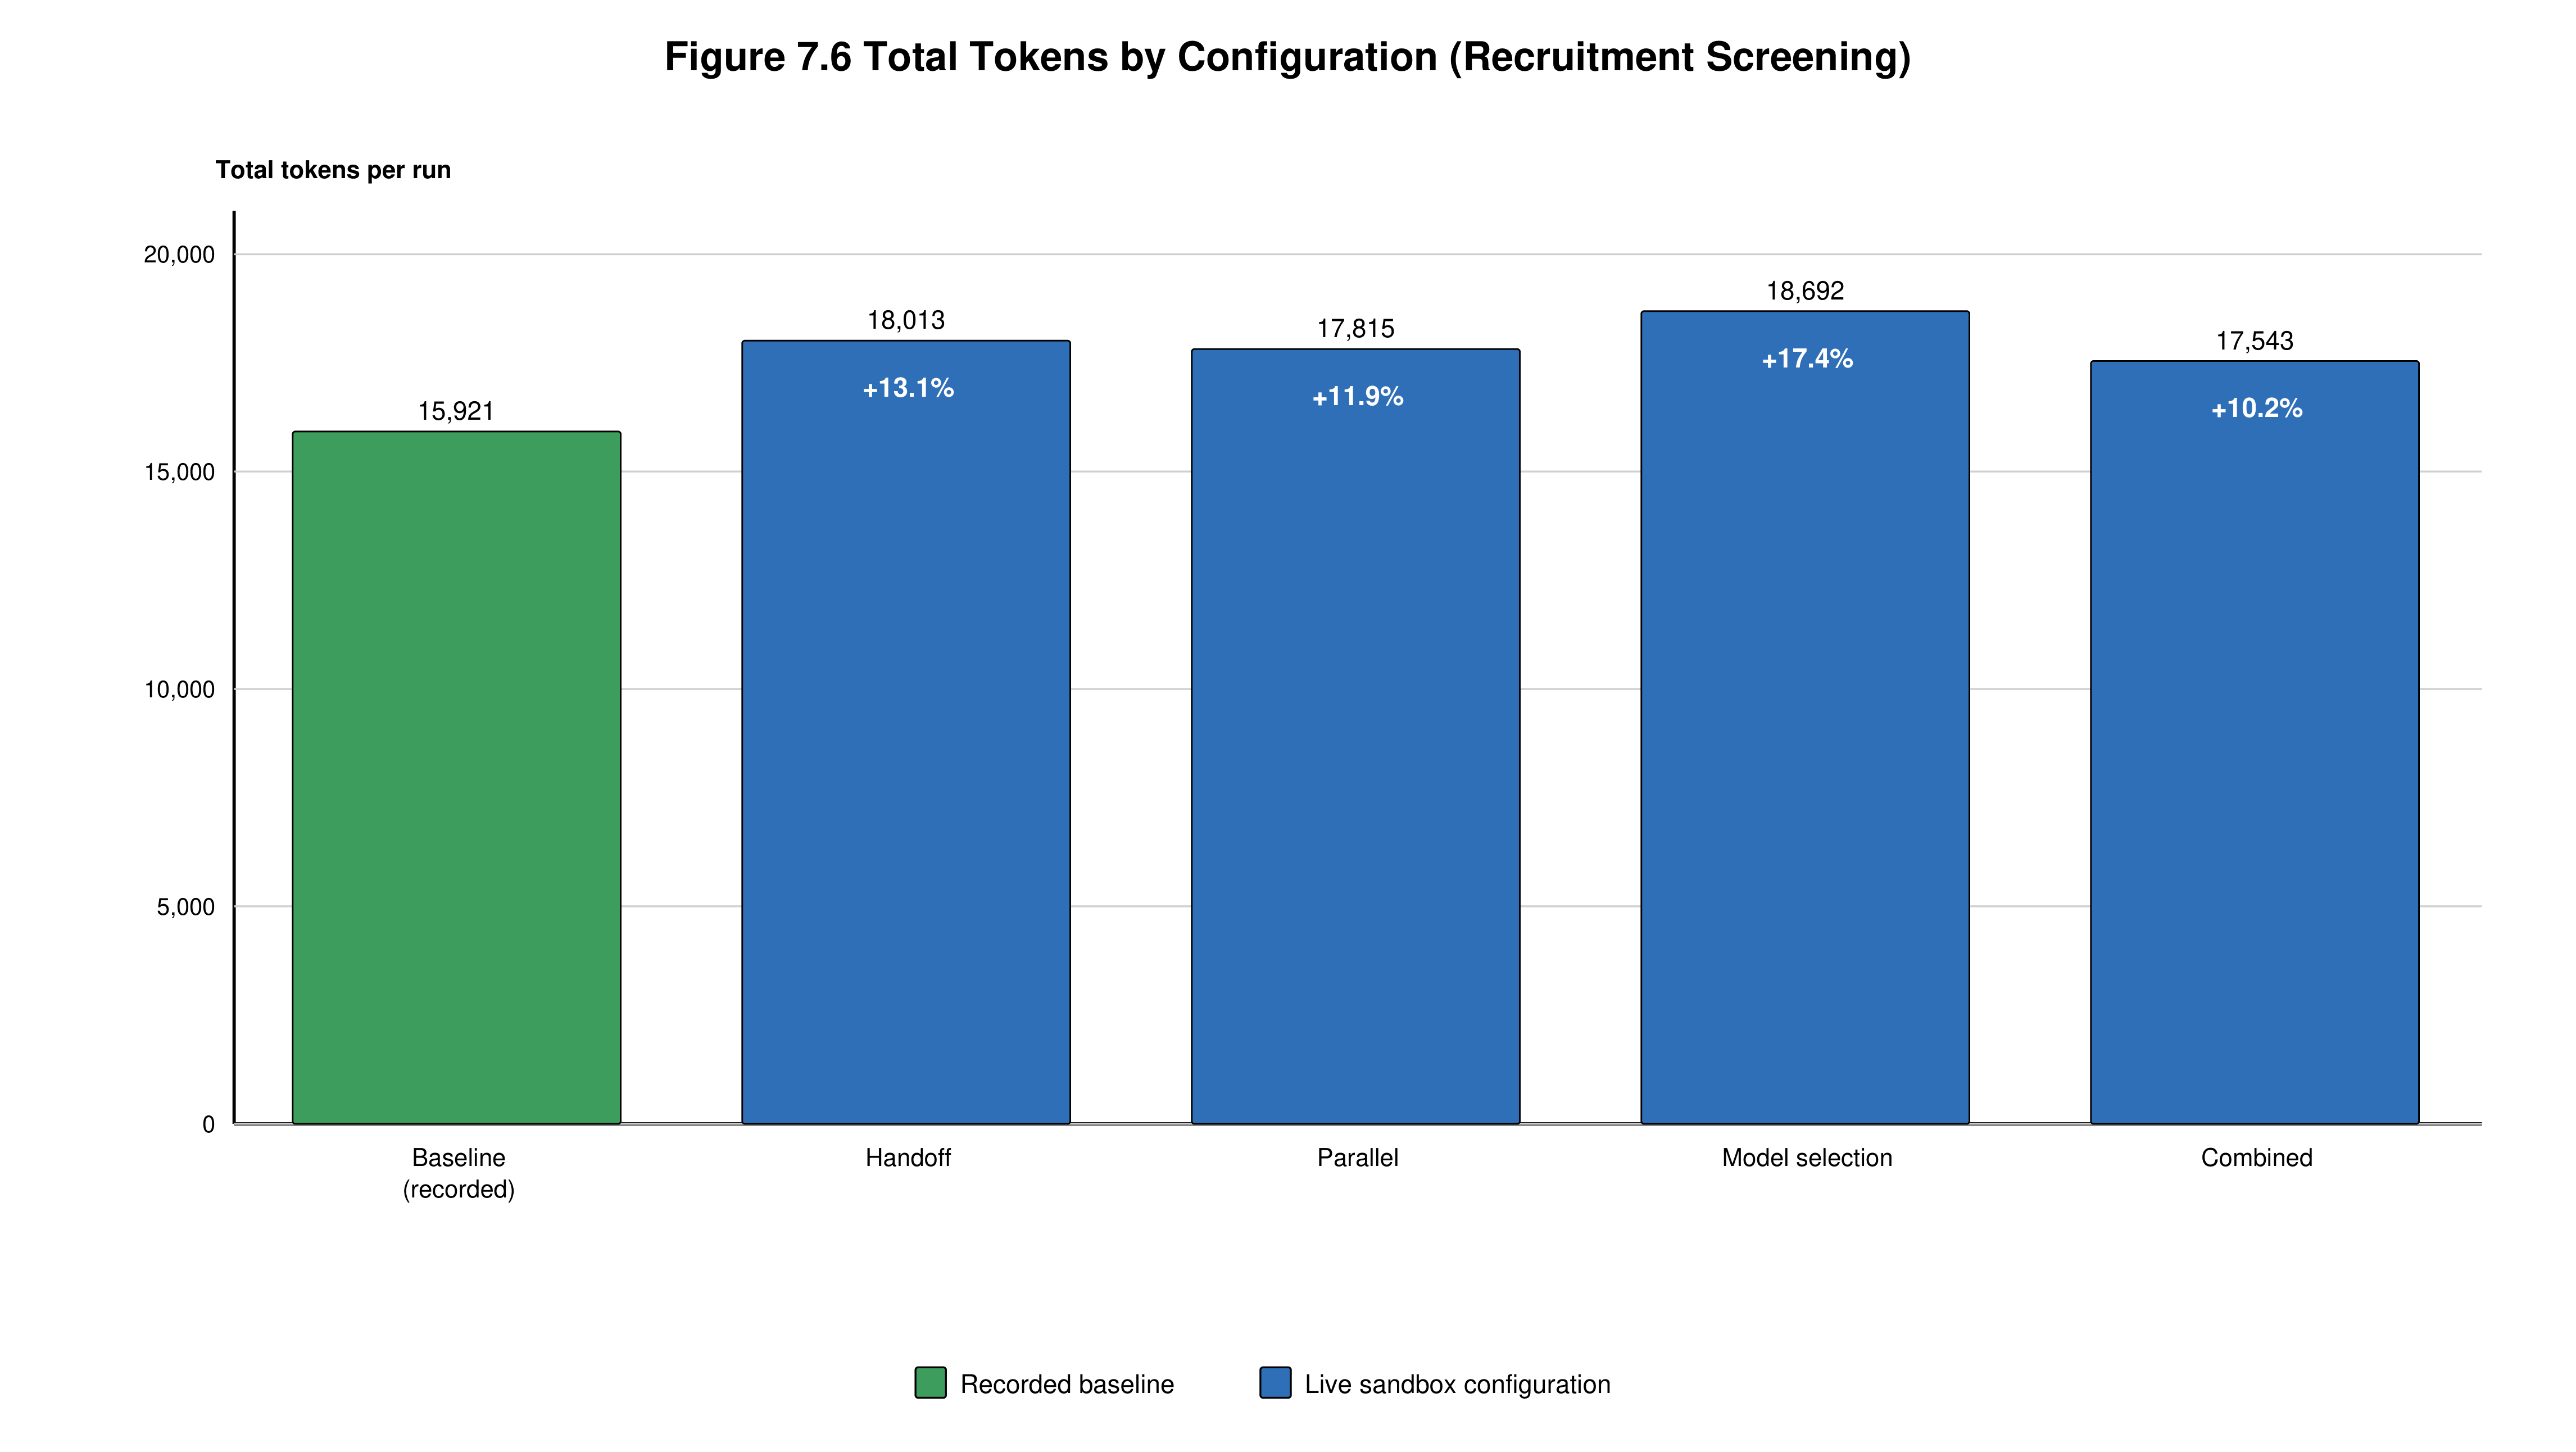 Figure 7.6 Total Tokens by Configuration (Recruitment Screening)
Total tokens per run
20,000
15,000
10,000
5,000
0
15,921
18,013
+13.1%
17,815
+11.9%
18,692
+17.4%
17,543
+10.2%
Baseline
(recorded)
Handoff
Parallel
Model selection
Combined
Recorded baseline
Live sandbox configuration